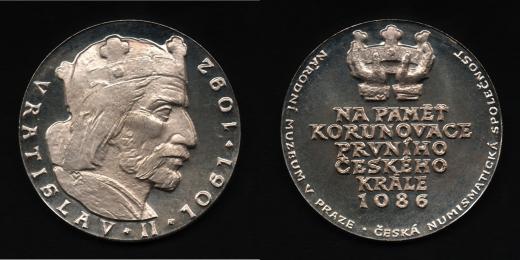 VRATISLAV · II · 1061-1092
NÁRODNÍ MUZEUM V PRAZE · ČESKÁ NUMISMATICKÁ SPOLEČNOST
NA PAMĚŤ
KORUNOVACE
PRVNÍHO
ČESKÉHO
KRÁLE
1086